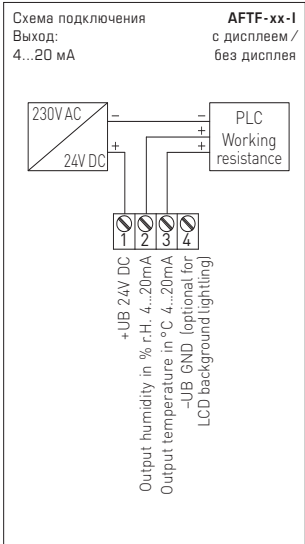 Схема подключения
AFTF-xx-I
Выход:
с дисплеем /
4...20 мА
без дисплея
230V AC
–
–
PLC
+
Working
+
+
resistance
24V DC
1
2
3
4
+UB 24V DC
Output humidity in % r.H. 4...20mA
Output temperature in °C 4...20mA
–UB GND (optional for
LCD background lightling)